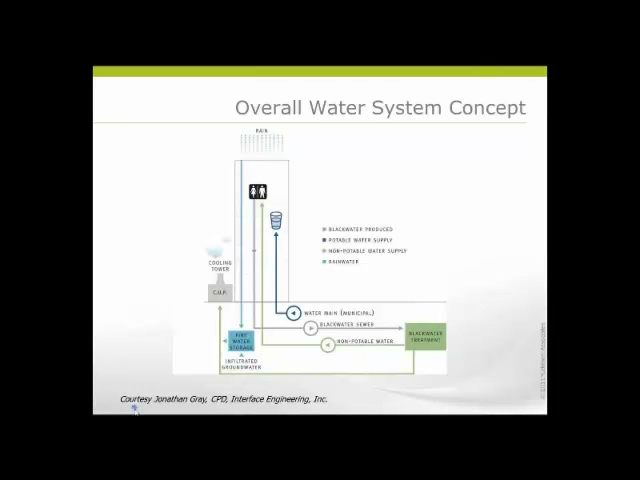 Overall Water System Concept
RAIN
BLACKWATER PRODUCED
POTABLE WATER SUPPLY
NON-POTABLE WATER SUPPLY
RAINWATER
COOLING
TOWER
C.H.P.
WATER MAIN (MUNICIPAL)
BLACKWATER SEWER
FIRE
WATER
STORAGE
NON-POTABLE WATER
BLACKWATER
TREATMENT
INFILTRATED
GROUNDWATER
Courtesy Jonathan Gray, CPD, Interface Engineering, Inc.